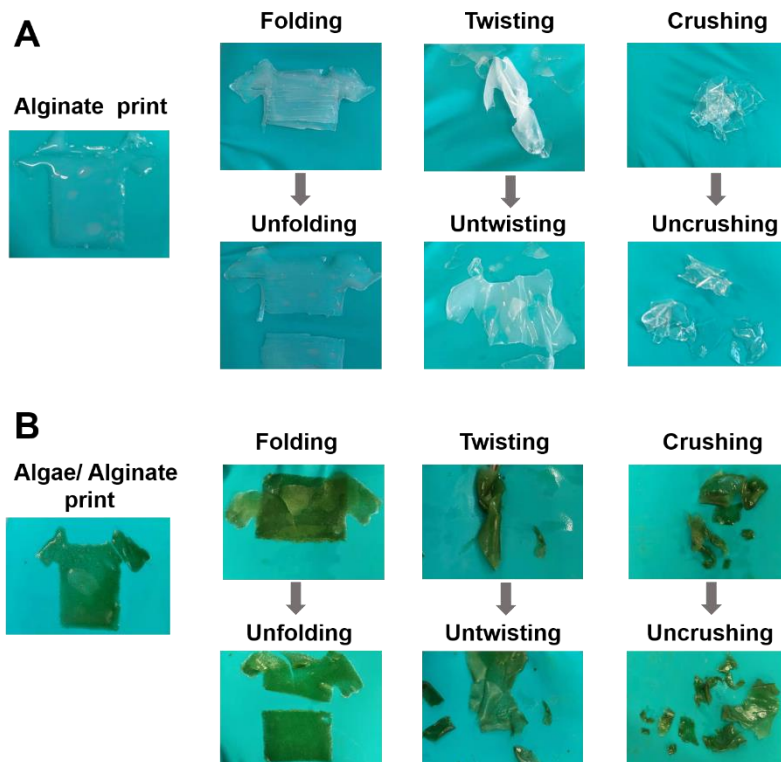 A
Alginate print
Folding
Twisting
Crushing
Unfolding
Untwisting
Uncrushing
B
Algae/ Alginate
print
Folding
Twisting
Crushing
Unfolding
Untwisting
Uncrushing